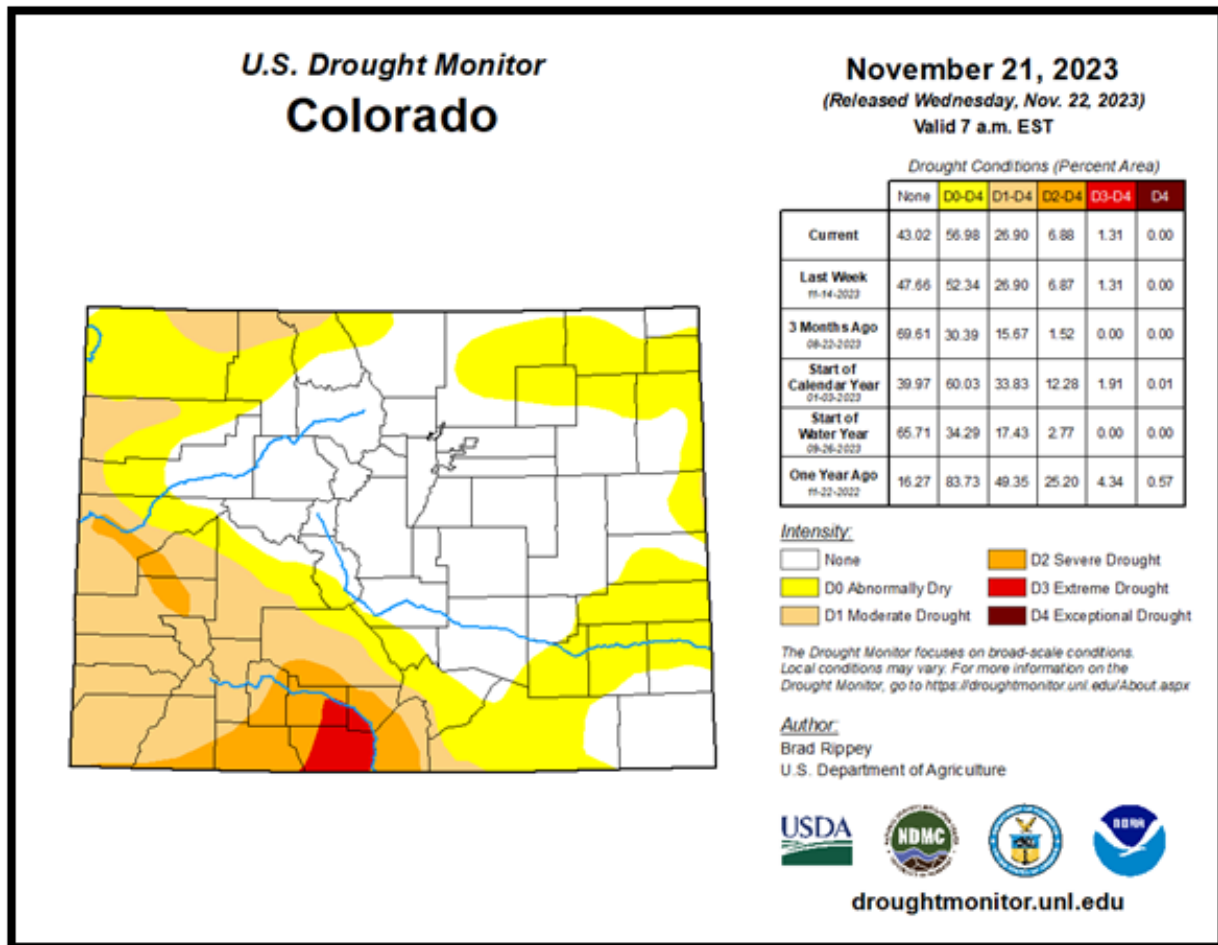 U.S. Drought Monitor
Colorado
November 21, 2023
(Released Wednesday, Nov. 22, 2023)
Valid 7 a.m. EST
Drought Conditions (Percent Area)
None D0-D4 D1-D4 D2-D4 D3-D4 D4
Current 43.02 56.98 26.90 6.88 1.31 0.00
Last Week
11-14-2023 47.66 52.34 26.90 6.87 1.31 0.00
3 Months Ago
08-22-2023 69.61 30.39 15.67 1.52 0.00 0.00
Start of
Calendar Year
01-03-2023 39.97 60.03 33.83 12.28 1.91 0.01
Start of
Water Year
09-26-2023 65.71 34.29 17.43 2.77 0.00 0.00
One Year Ago
11-22-2022 16.27 83.73 49.35 25.20 4.34 0.57
Intensity:
None
D0 Abnormally Dry
D1 Moderate Drought
D2 Severe Drought
D3 Extreme Drought
D4 Exceptional Drought
The Drought Monitor focuses on broad-scale conditions.
Local conditions may vary. For more information on the
Drought Monitor, go to https://droughtmonitor.unl.edu/About.aspx
Author:
Brad Rippey
U.S. Department of Agriculture
USDA
NDMC
NOAA
droughtmonitor.unl.edu